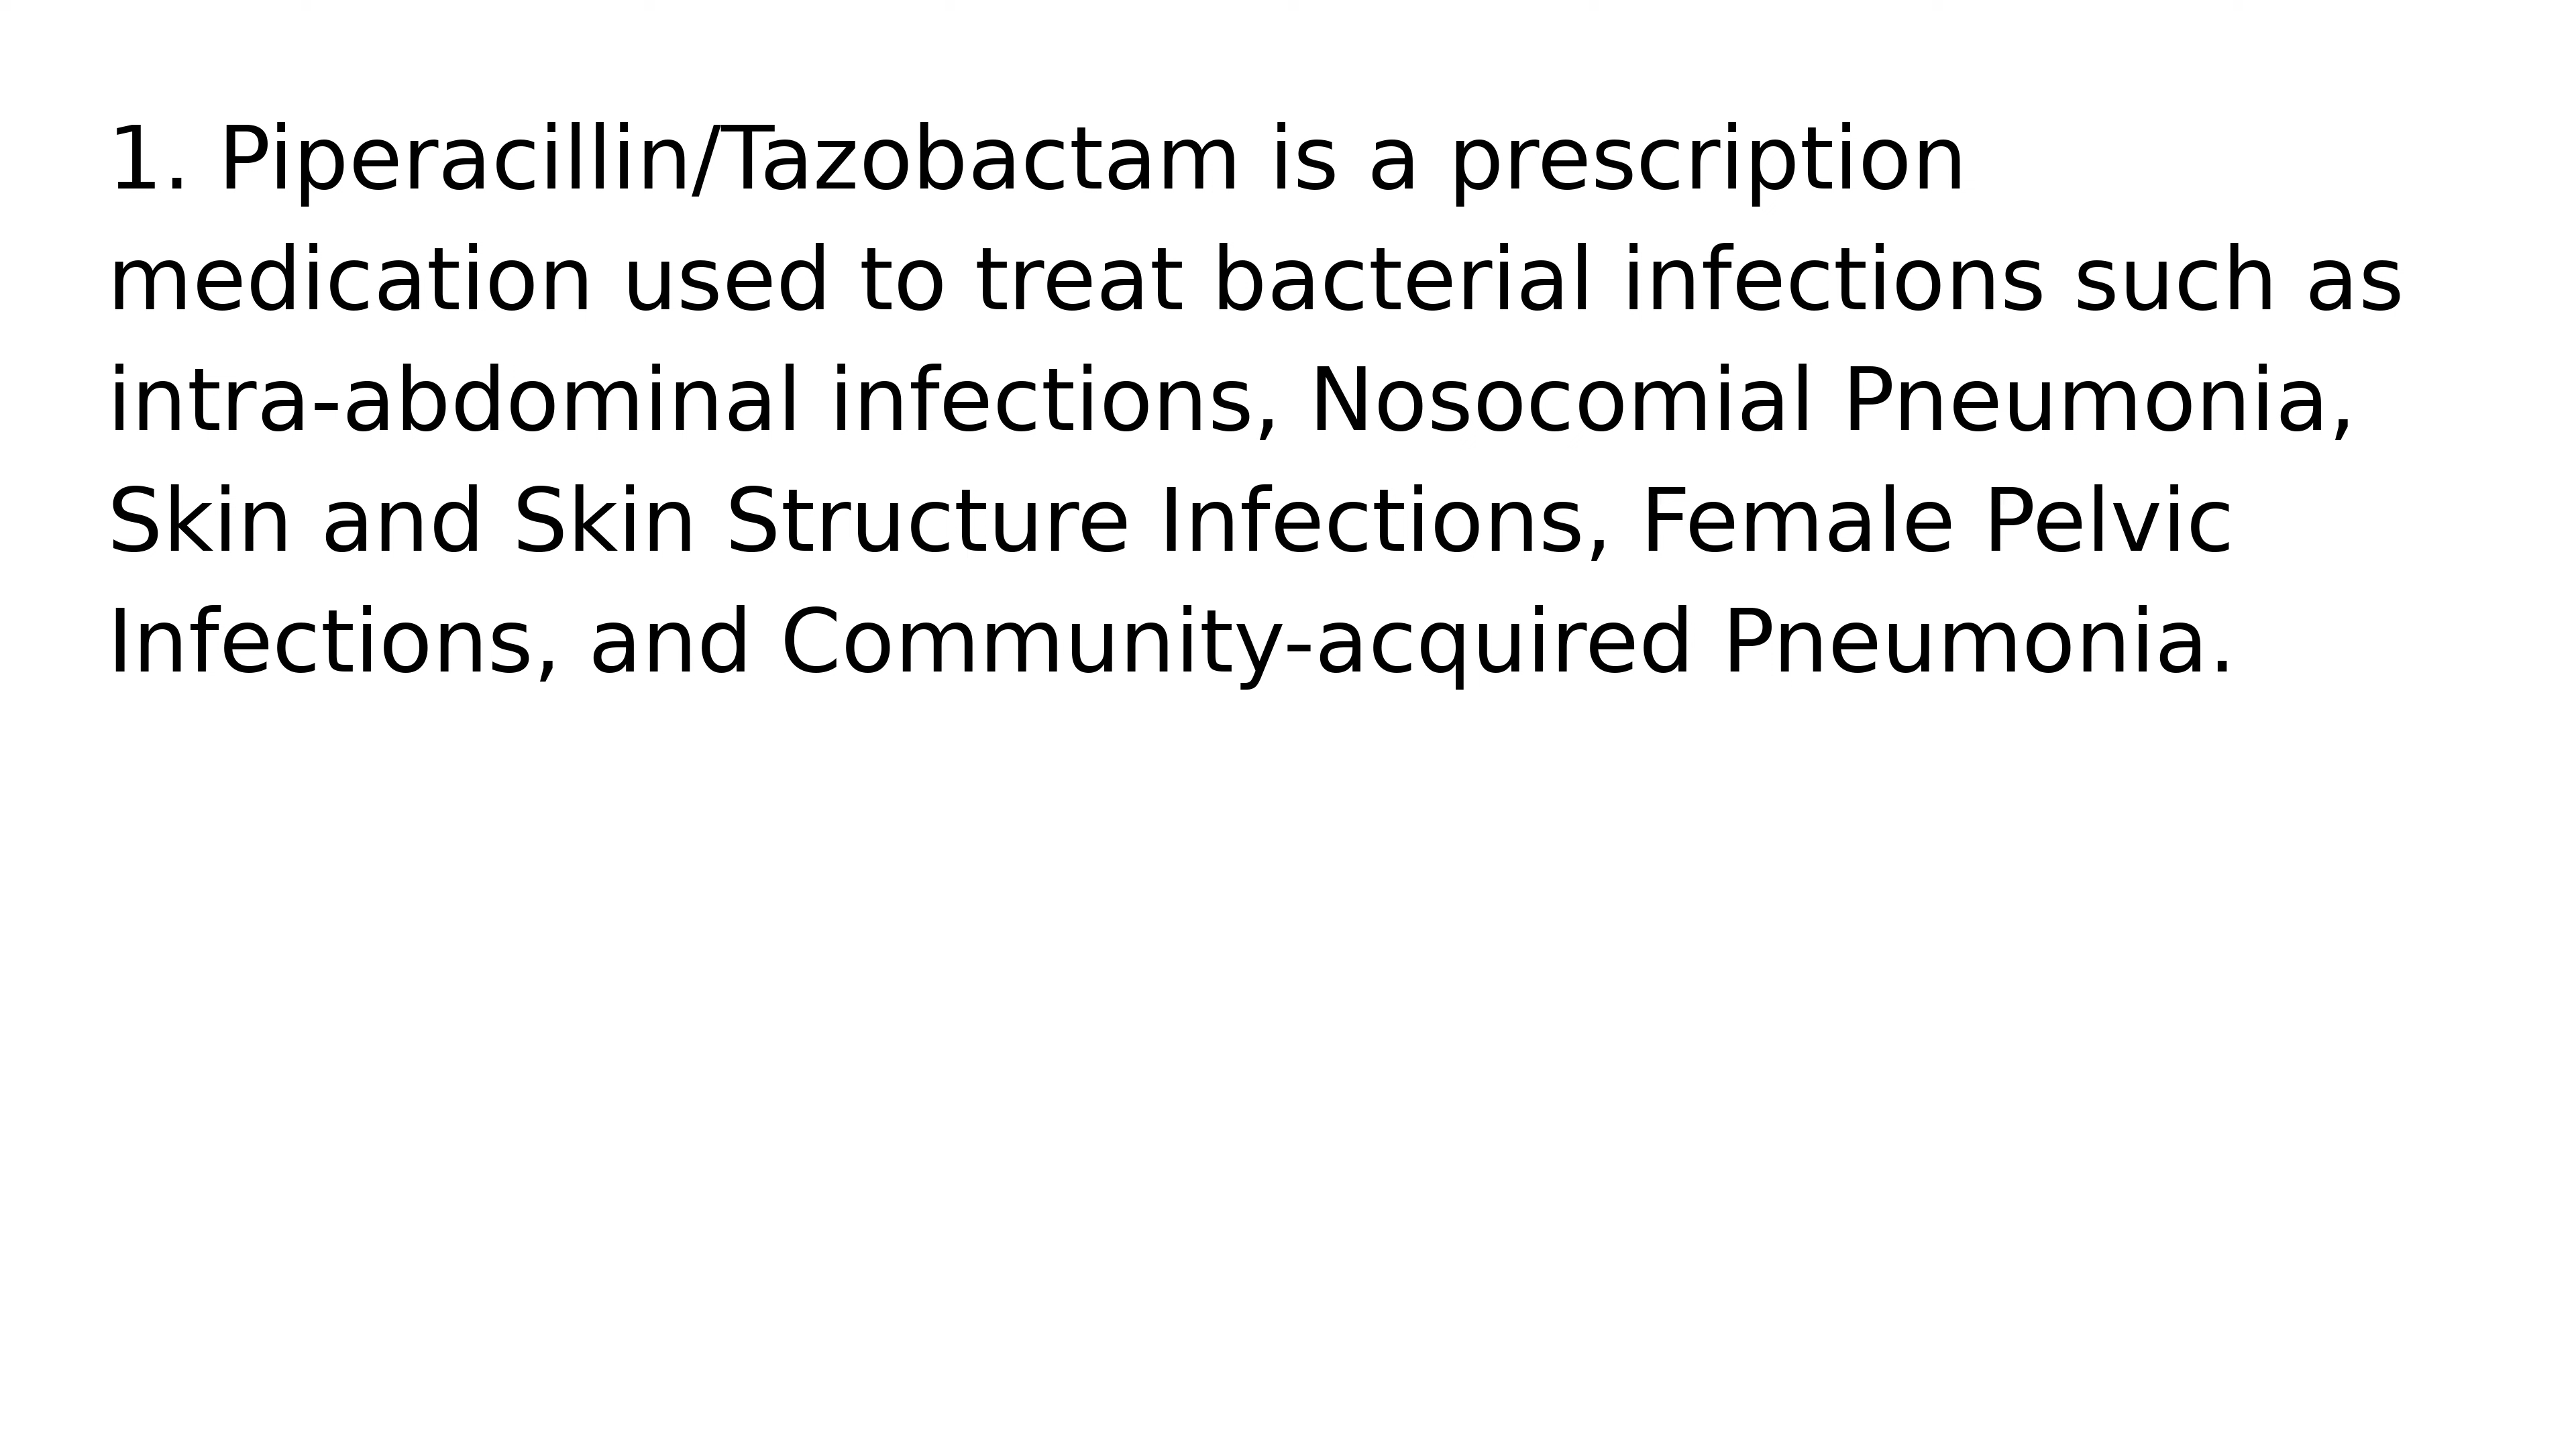 1. Piperacillin/Tazobactam is a prescription
medication used to treat bacterial infections such as
intra-abdominal infections, Nosocomial Pneumonia,
Skin and Skin Structure Infections, Female Pelvic
Infections, and Community-acquired Pneumonia.